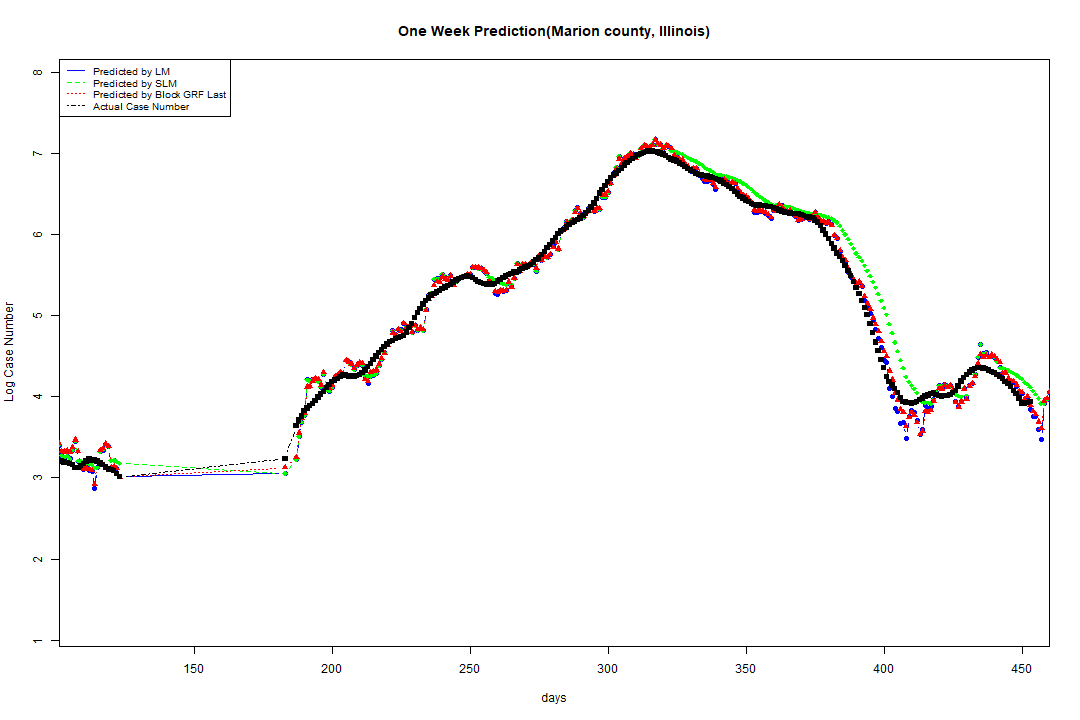 One Week Prediction(Marion county, Illinois)
Predicted by LM
Predicted by SLM
Predicted by Block GRF Last
Actual Case Number
8
7
6
5
4
3
2
1
Log Case Number
150 200 250 300 350 400 450
days